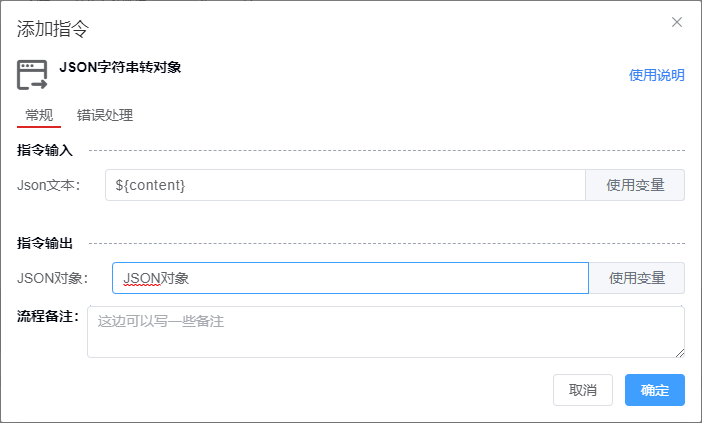 添加指令
JSON字符串转对象
使用说明
常规 错误处理
指令输入
Json文本： ${content} 使用变量
指令输出
JSON对象： JSON对象 使用变量
流程备注： 这边可以写一些备注
取消 确定